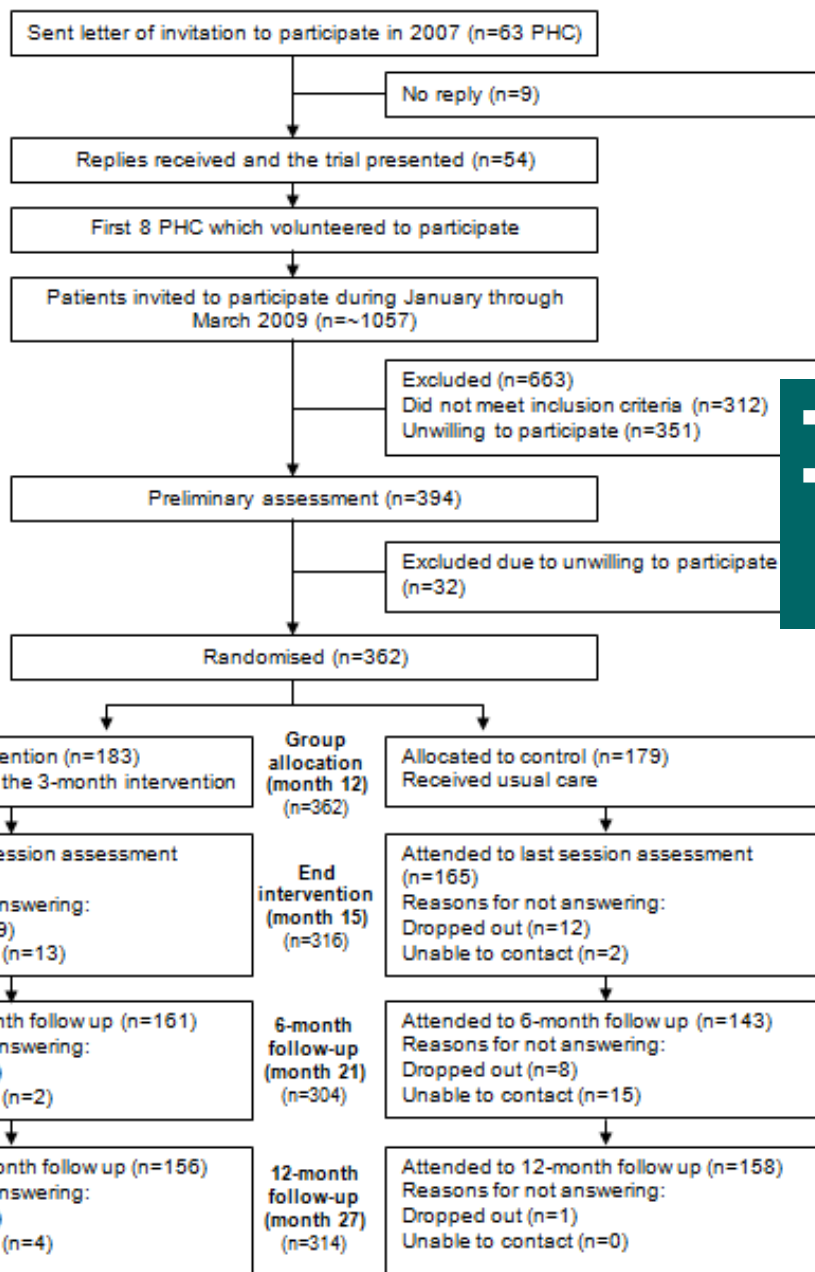 Sent letter of invitation to participate in 2007 (n=63 PHC)
No reply (n=9)
Replies received and the trial presented (n=54)
First 8 PHC which volunteered to participate
Patients invited to participate during January through
March 2009 (n=~1057)
Excluded (n=663)
Did not meet inclusion criteria (n=312)
Unwilling to participate (n=351)
Preliminary assessment (n=394)
Excluded due to unwilling to participate
(n=32)
Randomised (n=362)
ention (n=183)
the 3-month intervention
Group
allocation
(month 12)
(n=362)
Allocated to control (n=179)
Received usual care
ession assessment
nswering:
9)
(n=13)
End
intervention
(month 15)
(n=316)
Attended to last session assessment
(n=165)
Reasons for not answering:
Dropped out (n=12)
Unable to contact (n=2)
nth follow up (n=161)
nswering:
)
(n=2)
6-month
follow-up
(month 21)
(n=304)
Attended to 6-month follow up (n=143)
Reasons for not answering:
Dropped out (n=8)
Unable to contact (n=15)
onth follow up (n=156)
nswering:
)
(n=4)
12-month
follow-up
(month 27)
(n=314)
Attended to 12-month follow up (n=158)
Reasons for not answering:
Dropped out (n=1)
Unable to contact (n=0)